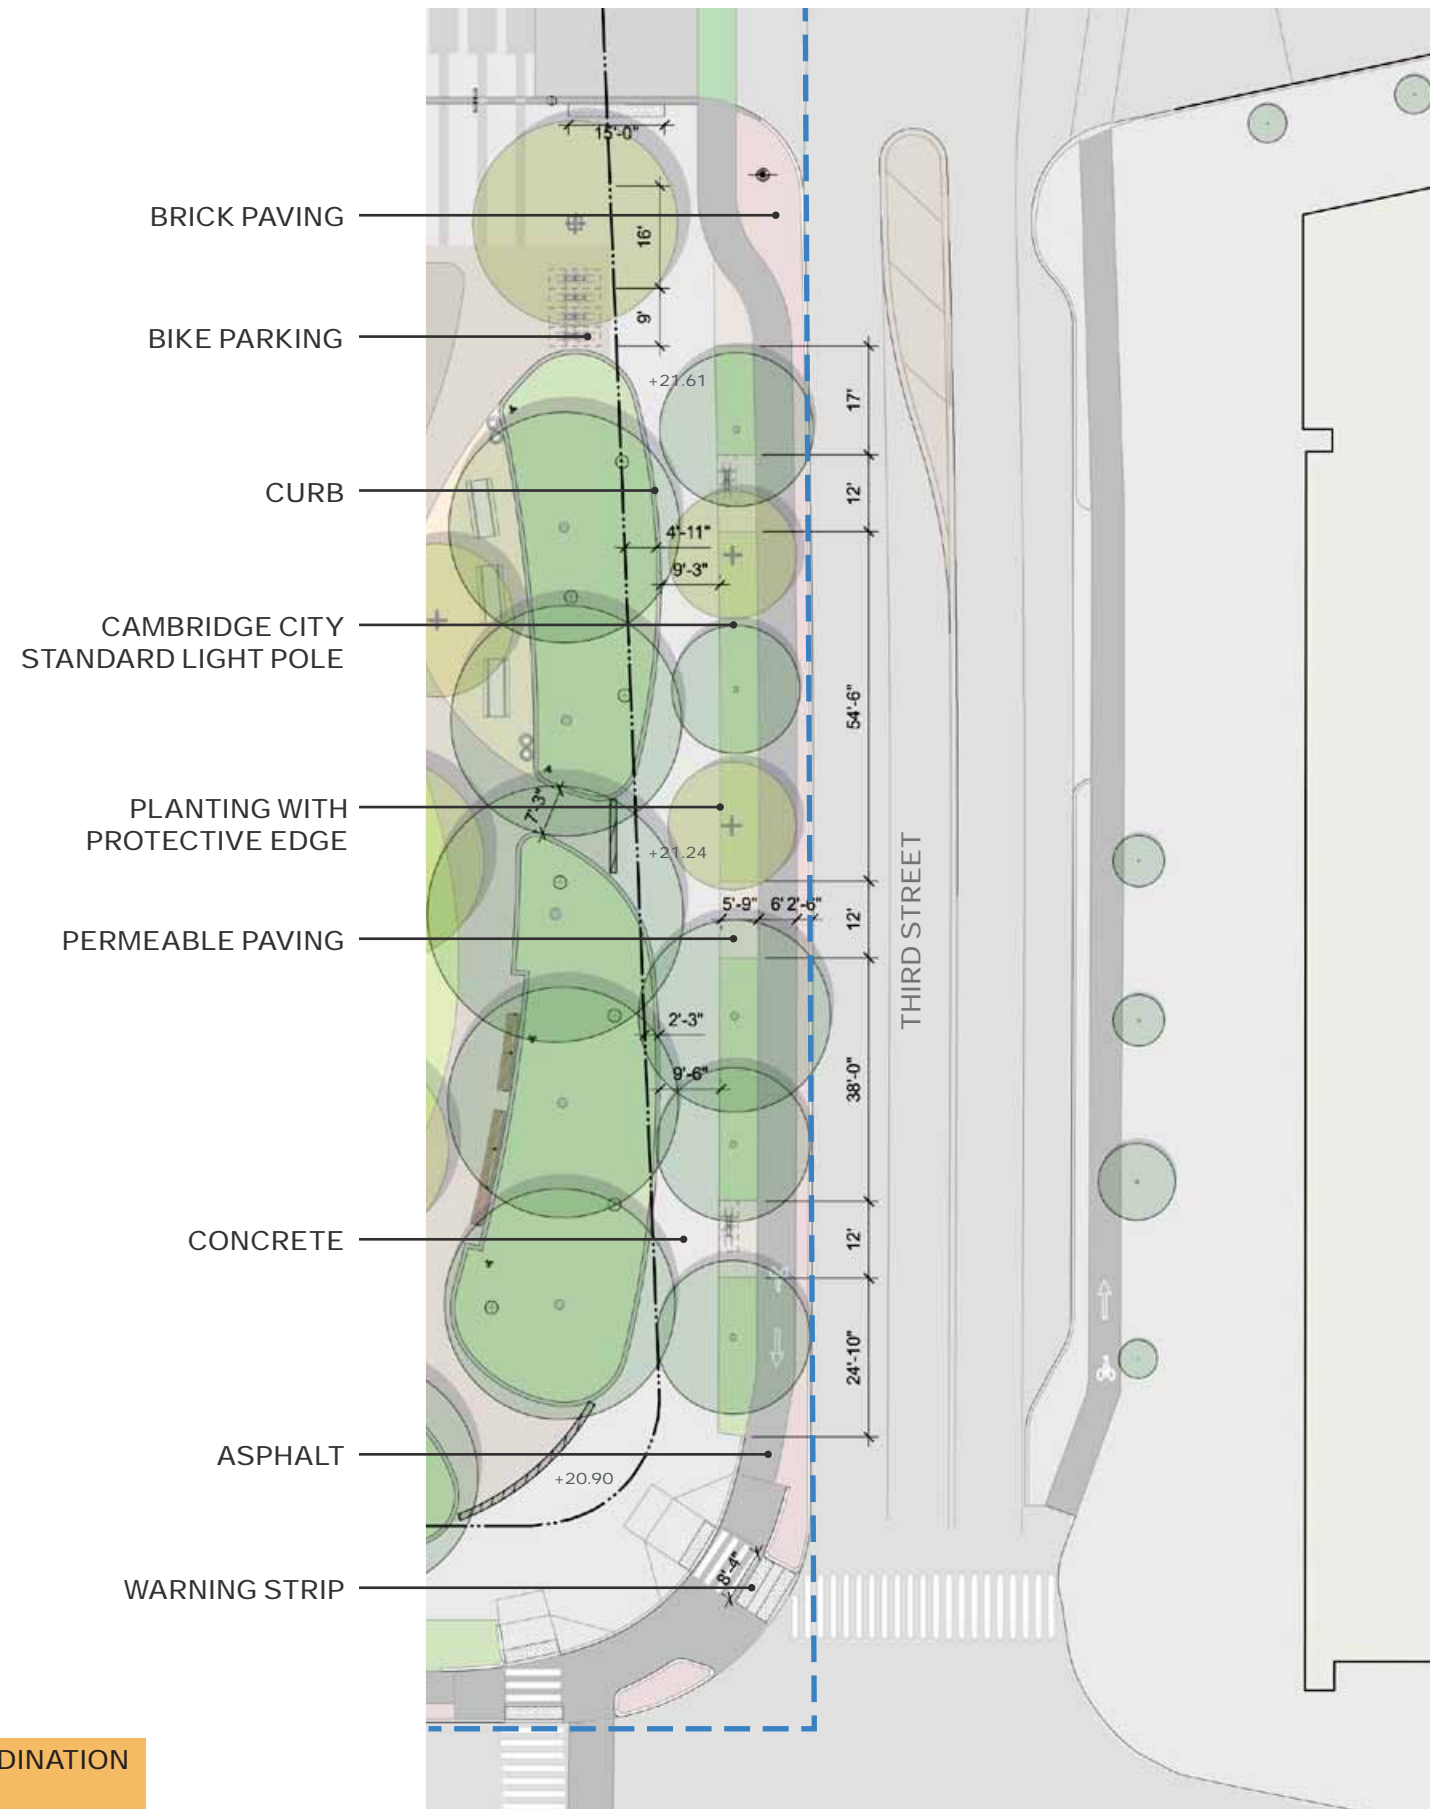 15'-0"
BRICK PAVING
16'
9'
BIKE PARKING
+21.61
17'
CURB
12'
4'-11"
9'-3"
CAMBRIDGE CITY
STANDARD LIGHT POLE
54'-6"
PLANTING WITH
PROTECTIVE EDGE
7'-3"
+21.24
5'-9" 6' 2'-6"
12'
PERMEABLE PAVING
THIRD STREET
2'-3"
9'-6"
38'-0"
CONCRETE
12'
24'-10"
ASPHALT
+20.90
WARNING STRIP
8'-4"
DINATION